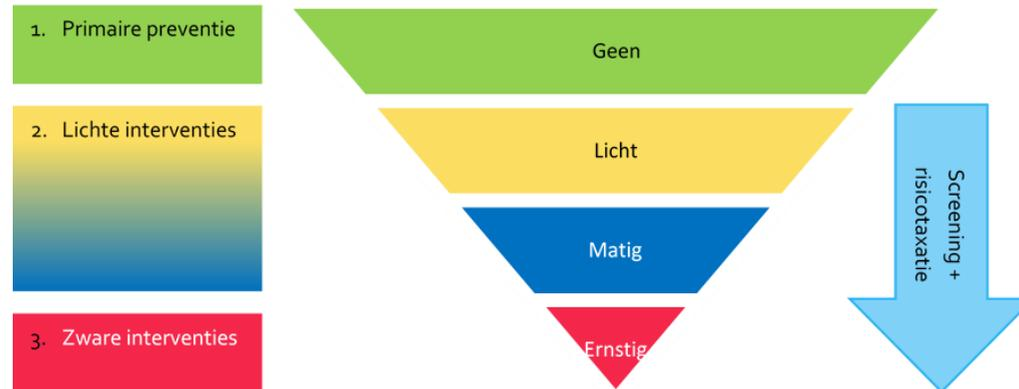 1. Primaire preventie
Geen
2. Lichte interventies
Licht
Matig
3. Zware interventies
Ernstig
Screening +
risicotaxatie